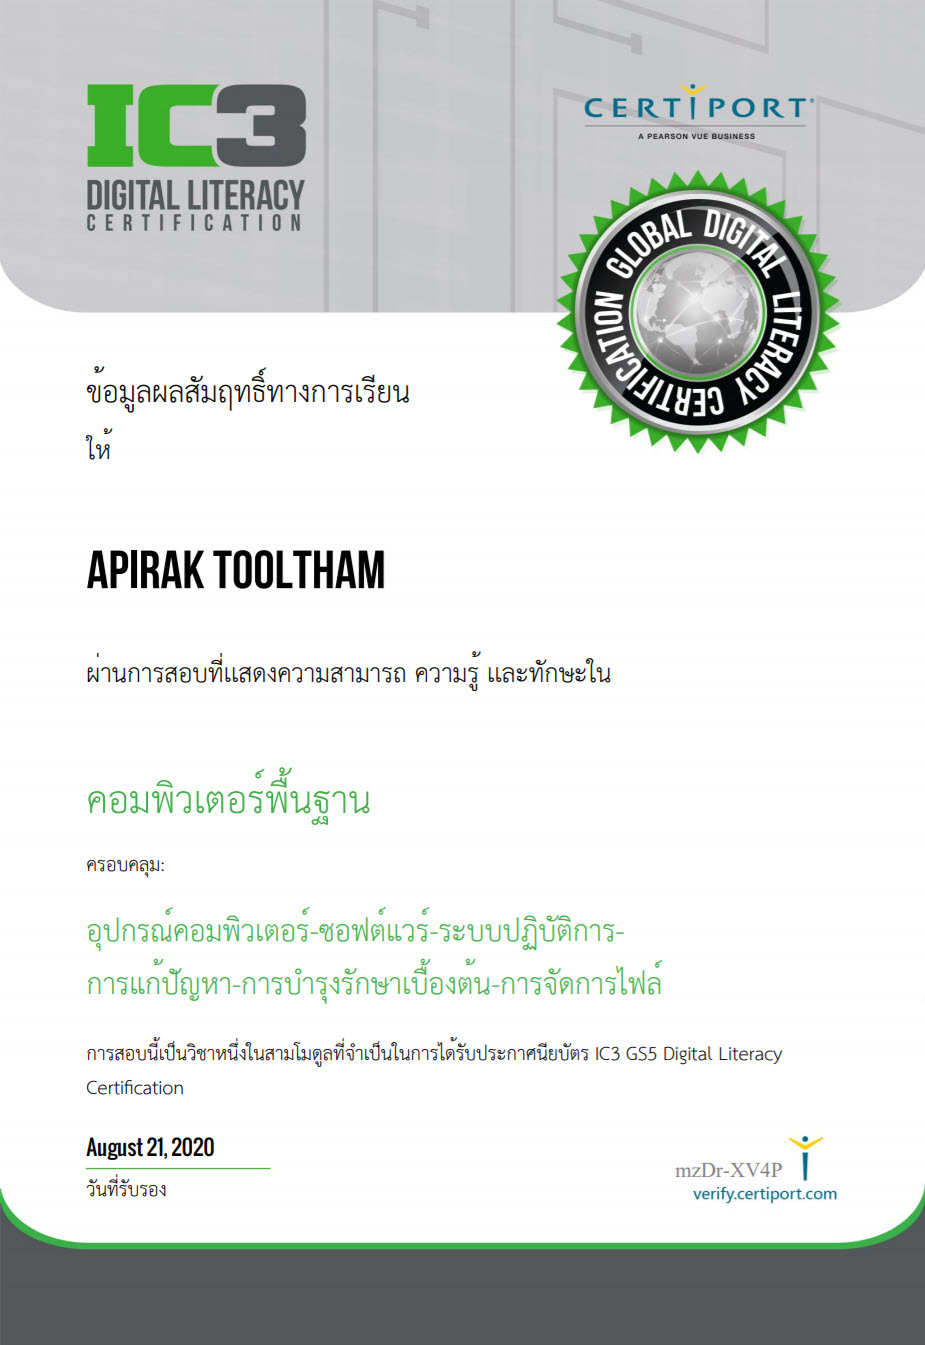 IC3
DIGITAL LITERACY
CERTIFICATION
CERTIPORT®
A PEARSON VUE BUSINESS
GLOBAL DIGITAL LITERACY CERTIFICATION
ข้อมูลผลสัมฤทธิ์ทางการเรียน
ให้
APIRAK TOOLTHAM
ผ่านการสอบที่แสดงความสามารถ ความรู้ และทักษะใน
คอมพิวเตอร์พื้นฐาน
ครอบคลุม:
อุปกรณ์คอมพิวเตอร์-ซอฟต์แวร์-ระบบปฏิบัติการ-
การแก้ปัญหา-การบำรุงรักษาเบื้องต้น-การจัดการไฟล์
การสอบนี้เป็นวิชาหนึ่งในสามโมดูลที่จำเป็นในการได้รับประกาศนียบัตร IC3 GS5 Digital Literacy
Certification
August 21, 2020
วันที่รับรอง
mzDr-XV4P
verify.certiport.com